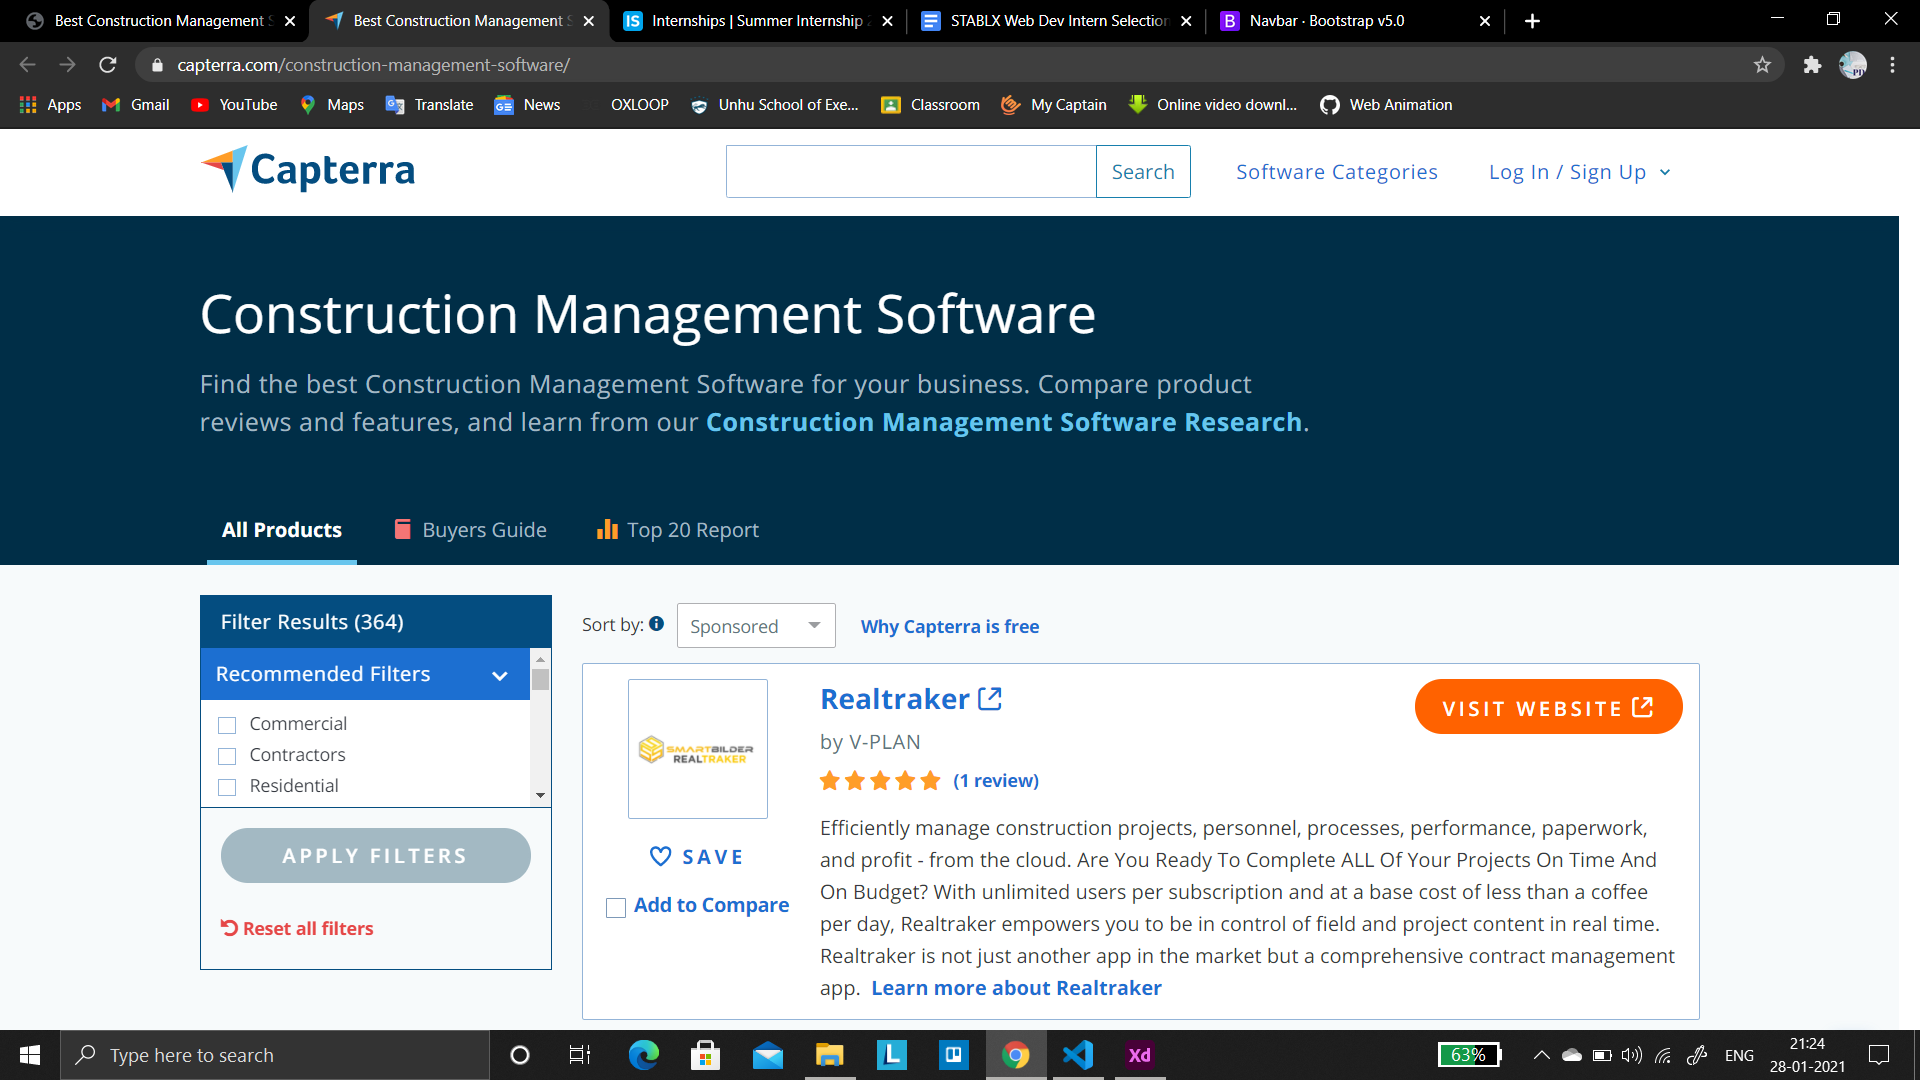 Best Construction Management S
Best Construction Management S
Internships | Summer Internship 2
STABLX Web Dev Intern Selection
Navbar · Bootstrap v5.0
capterra.com/construction-management-software/
Apps
Gmail
YouTube
Maps
Translate
News
OXLOOP
Unhu School of Exe...
Classroom
My Captain
Online video downl...
Web Animation
Capterra
Search
Software Categories
Log In / Sign Up
Construction Management Software
Find the best Construction Management Software for your business. Compare product
reviews and features, and learn from our Construction Management Software Research.
All Products
Buyers Guide
Top 20 Report
Filter Results (364)
Recommended Filters
Commercial
Contractors
Residential
APPLY FILTERS
Reset all filters
Sort by:
Sponsored
Why Capterra is free
SMARTBILDER
REALTRAKER
SAVE
Add to Compare
Realtraker
by V-PLAN
(1 review)
VISIT WEBSITE
Efficiently manage construction projects, personnel, processes, performance, paperwork,
and profit - from the cloud. Are You Ready To Complete ALL Of Your Projects On Time And
On Budget? With unlimited users per subscription and at a base cost of less than a coffee
per day, Realtraker empowers you to be in control of field and project content in real time.
Realtraker is not just another app in the market but a comprehensive contract management
app. Learn more about Realtraker
Type here to search
63%
ENG
21:24
28-01-2021